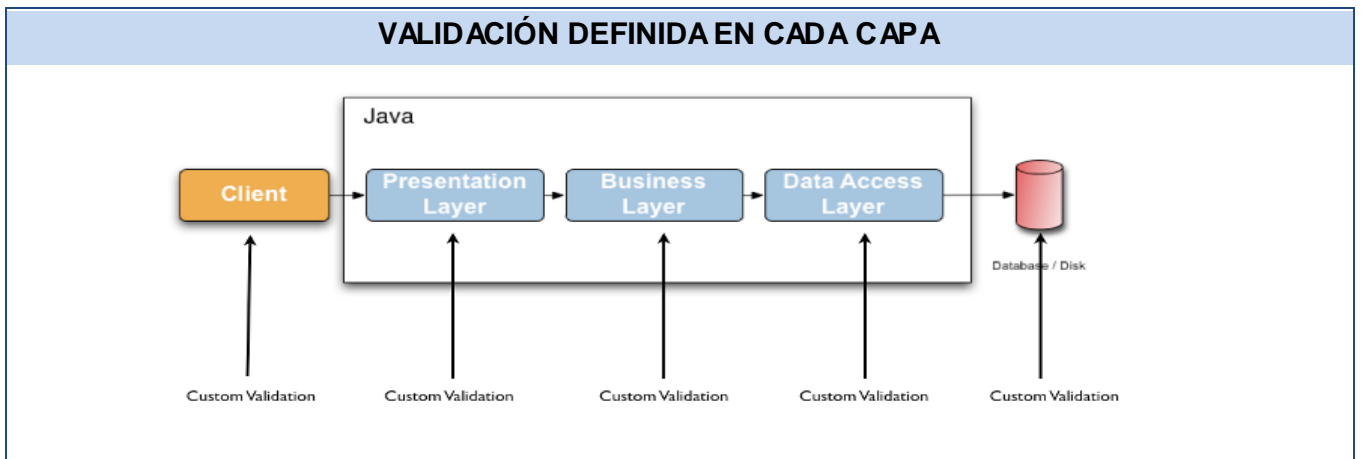 VALIDACIÓN DEFINIDA EN CADA CAPA
Java
Client
Presentation
Layer
Business
Layer
Data Access
Layer
Database / Disk
Custom Validation
Custom Validation
Custom Validation
Custom Validation
Custom Validation